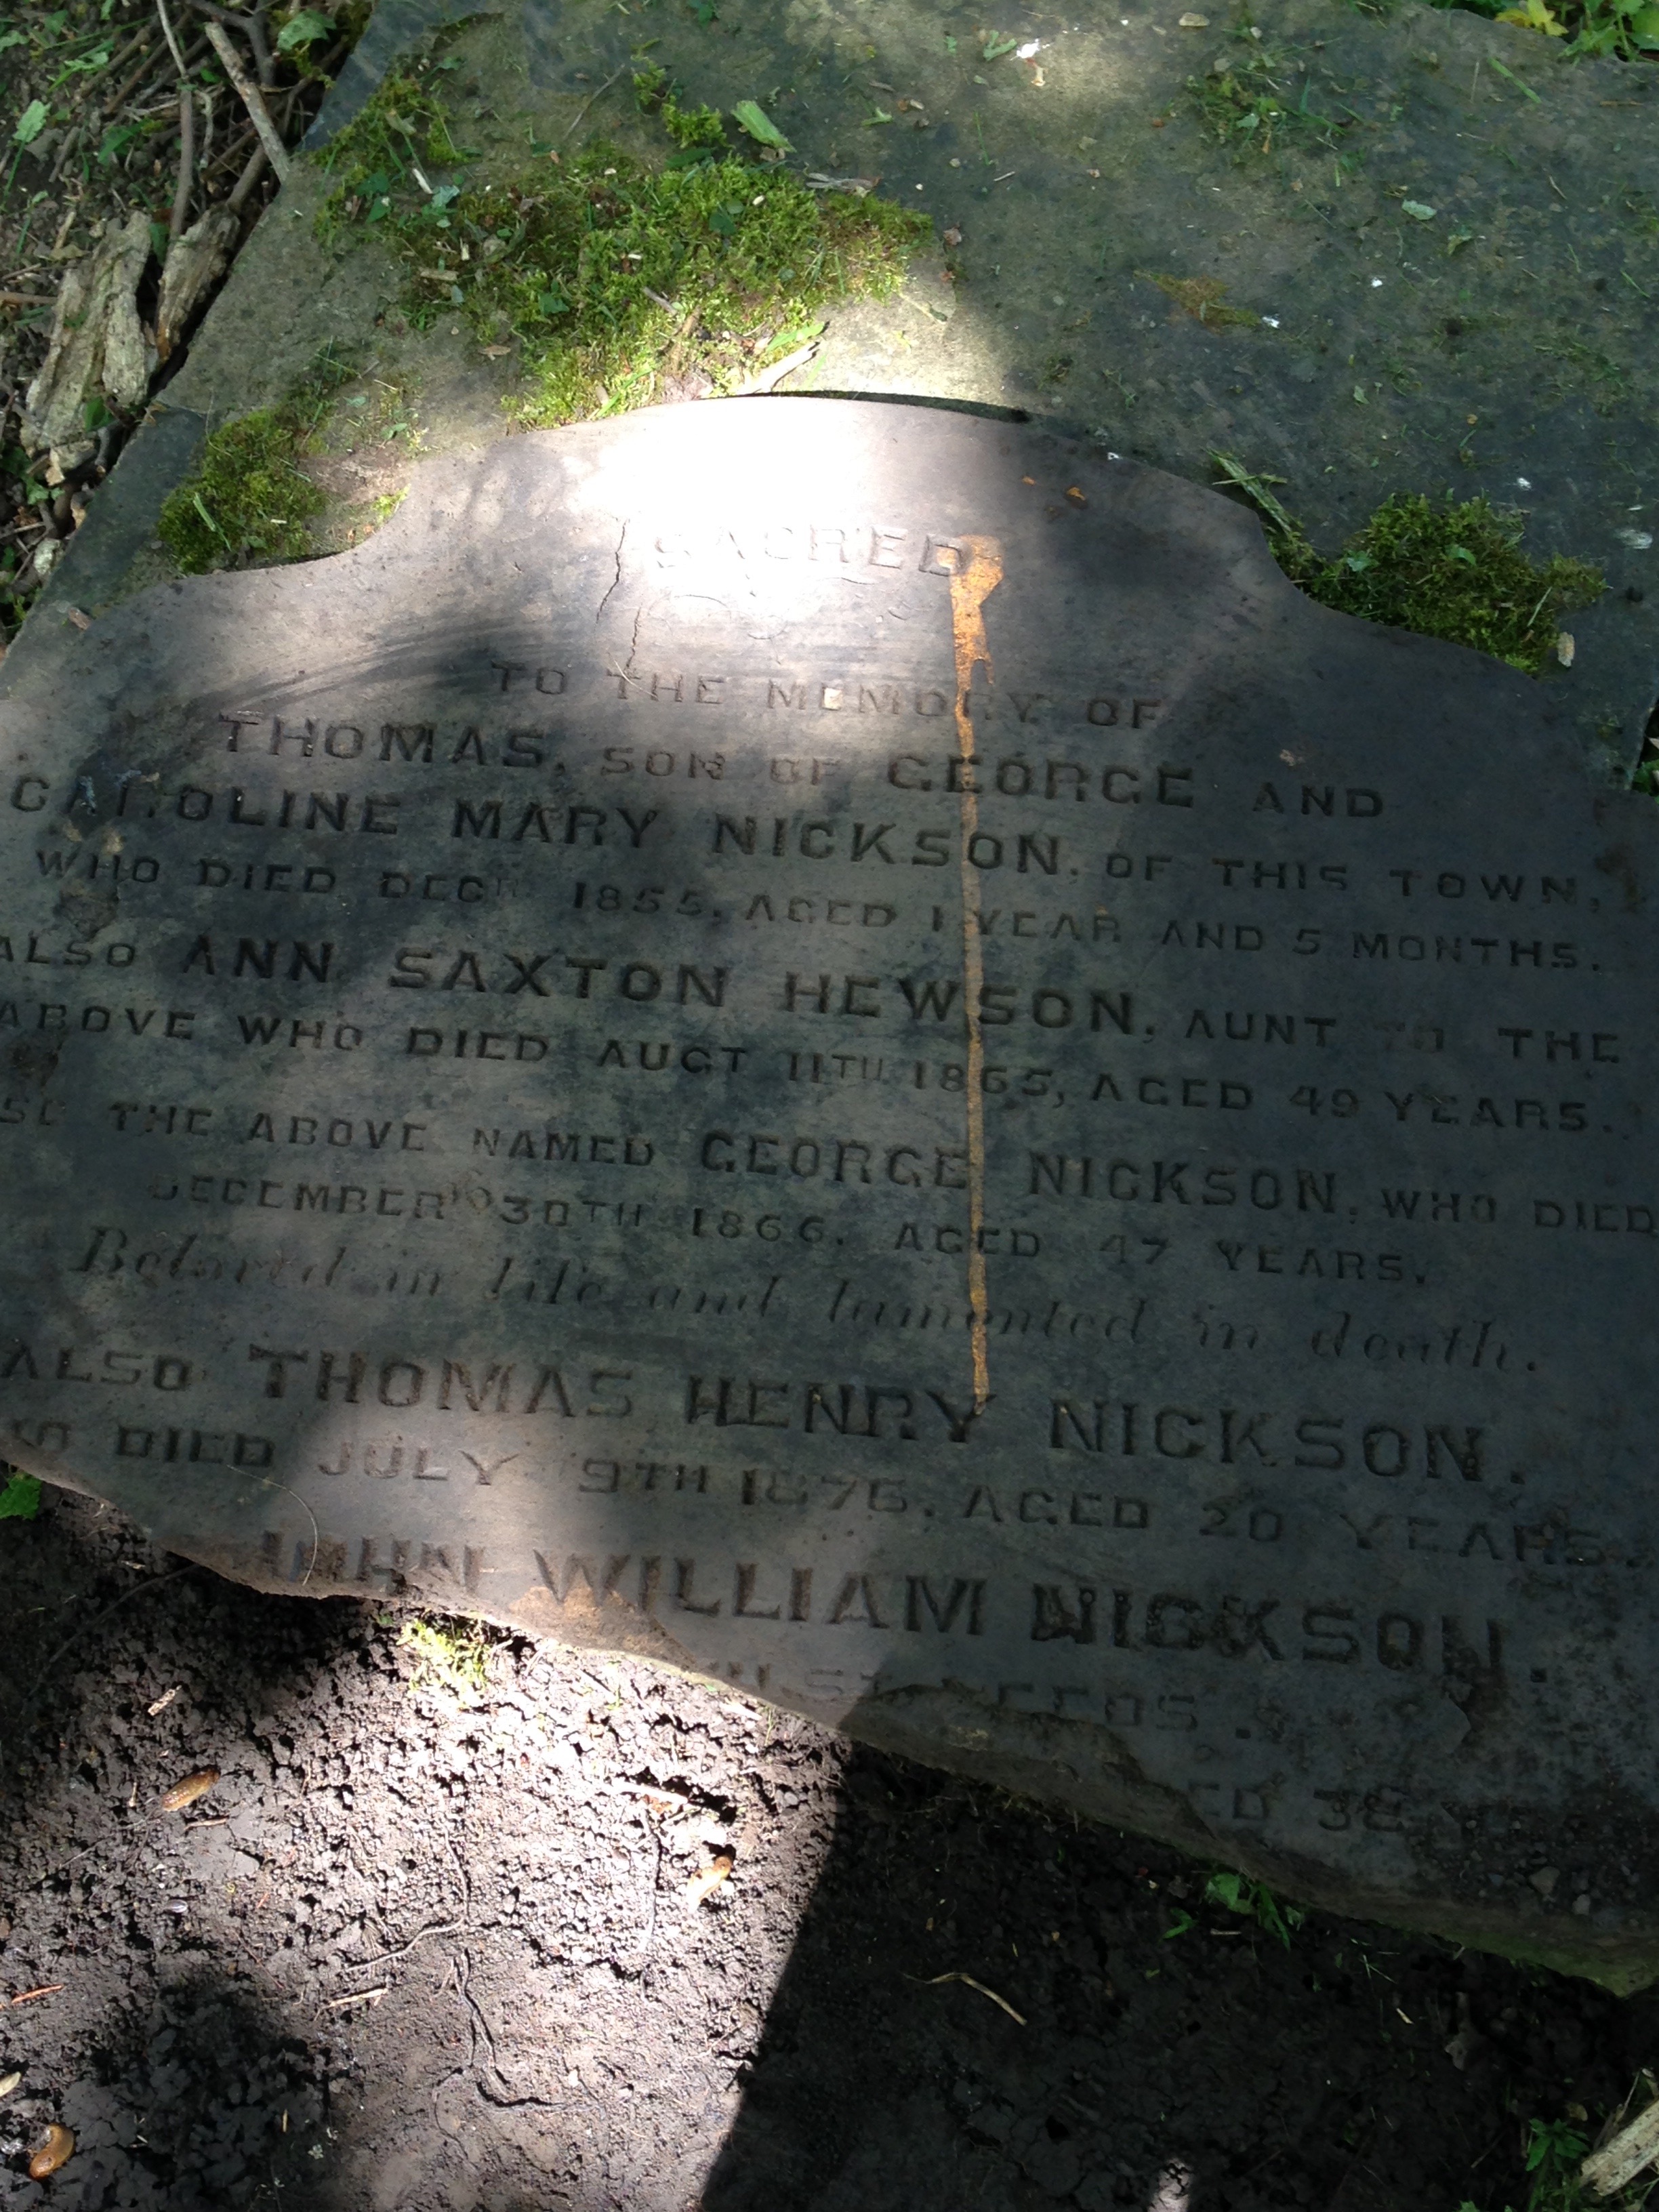 SACRED
TO THE MEMORY OF
THOMAS, SON OF GEORGE AND
CAROLINE MARY NICKSON, OF THIS TOWN,
WHO DIED DECR 1855, AGED 1 YEAR AND 5 MONTHS.
ALSO ANN SAXTON HEWSON, AUNT TO THE
ABOVE WHO DIED AUGT 11TH 1865, AGED 49 YEARS.
THE ABOVE NAMED GEORGE NICKSON, WHO DIED
DECEMBER 30TH 1866. AGED 47 YEARS.
Beloved in life and lamented in death.
ALSO THOMAS HENRY NICKSON.
DIED JULY 9TH 1876. AGED 20 YEARS.
JOHN WILLIAM NICKSON.
38